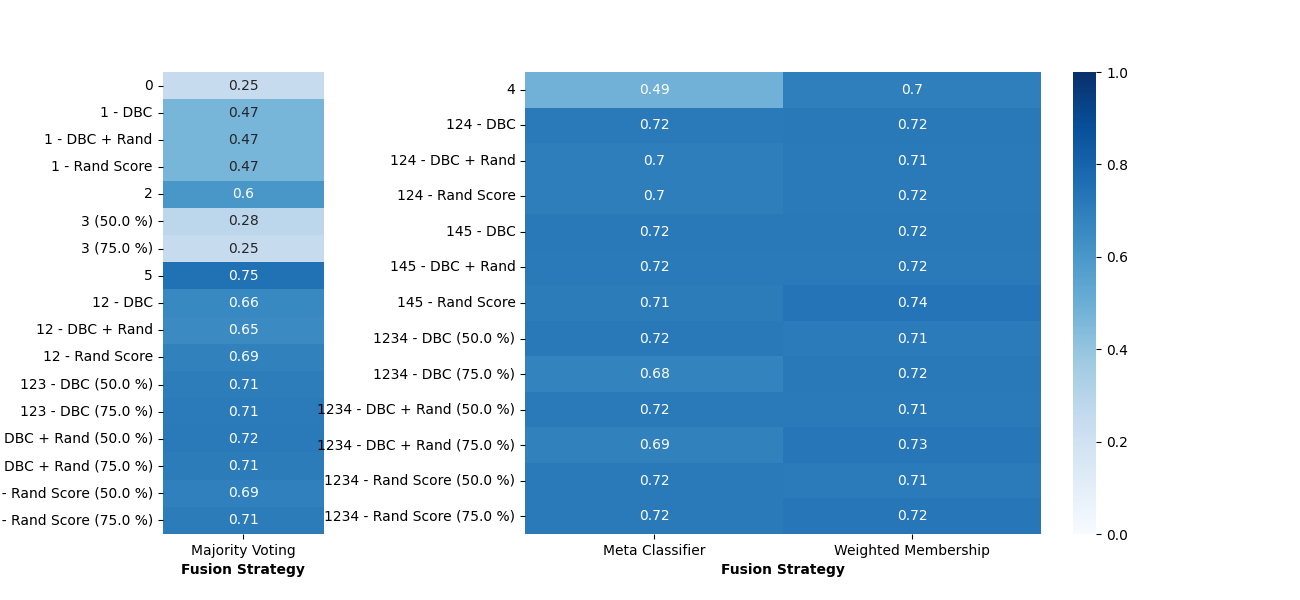 0 0.25
1 - DBC 0.47
1 - DBC + Rand 0.47
1 - Rand Score 0.47
2 0.6
3 (50.0 %) 0.28
3 (75.0 %) 0.25
5 0.75
12 - DBC 0.66
12 - DBC + Rand 0.65
12 - Rand Score 0.69
123 - DBC (50.0 %) 0.71
123 - DBC (75.0 %) 0.71
DBC + Rand (50.0 %) 0.72
DBC + Rand (75.0 %) 0.71
- Rand Score (50.0 %) 0.69
- Rand Score (75.0 %) 0.71
Majority Voting
Fusion Strategy
4 0.49 0.7
124 - DBC 0.72 0.72
124 - DBC + Rand 0.7 0.71
124 - Rand Score 0.7 0.72
145 - DBC 0.72 0.72
145 - DBC + Rand 0.72 0.72
145 - Rand Score 0.71 0.74
1234 - DBC (50.0 %) 0.72 0.71
1234 - DBC (75.0 %) 0.68 0.72
1234 - DBC + Rand (50.0 %) 0.72 0.71
1234 - DBC + Rand (75.0 %) 0.69 0.73
1234 - Rand Score (50.0 %) 0.72 0.71
1234 - Rand Score (75.0 %) 0.72 0.72
Meta Classifier Weighted Membership
Fusion Strategy
1.0
0.8
0.6
0.4
0.2
0.0